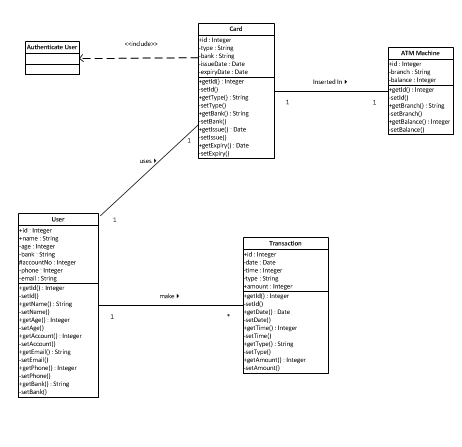 Card
+id : Integer
-type : String
-bank : String
-issueDate : Date
-expiryDate : Date
+getId() : Integer
-setId()
+getType() : String
-setType()
+getBank() : String
-setBank()
+getIssue() : Date
-setIssue()
+getExpiry() : Date
-setExpiry()
Authenticate User
<<include>>
ATM Machine
+id : Integer
-branch : String
-balance : Integer
+getId() : Integer
-setId()
+getBranch() : String
-setBranch()
+getBalance() : Integer
-setBalance()
Inserted In
1
1
1
uses
1
User
+id : Integer
+name : String
-age : Integer
-bank : String
#accountNo : Integer
-phone : Integer
-email : String
+getId() : Integer
-setId()
+getName() : String
-setName()
+getAge() : Integer
-setAge()
+getAccount() : Integer
-setAccount()
+getEmail() : String
-setEmail()
+getPhone() : Integer
-setPhone()
+getBank() : String
-setBank()
make
1
*
Transaction
+id : Integer
-date : Date
-time : Integer
-type : String
+amount : Integer
+getId() : Integer
-setId()
+getDate() : Date
-setDate()
+getTime() : Integer
-setTime()
+getType() : String
-setType()
+getAmount() : Integer
-setAmount()